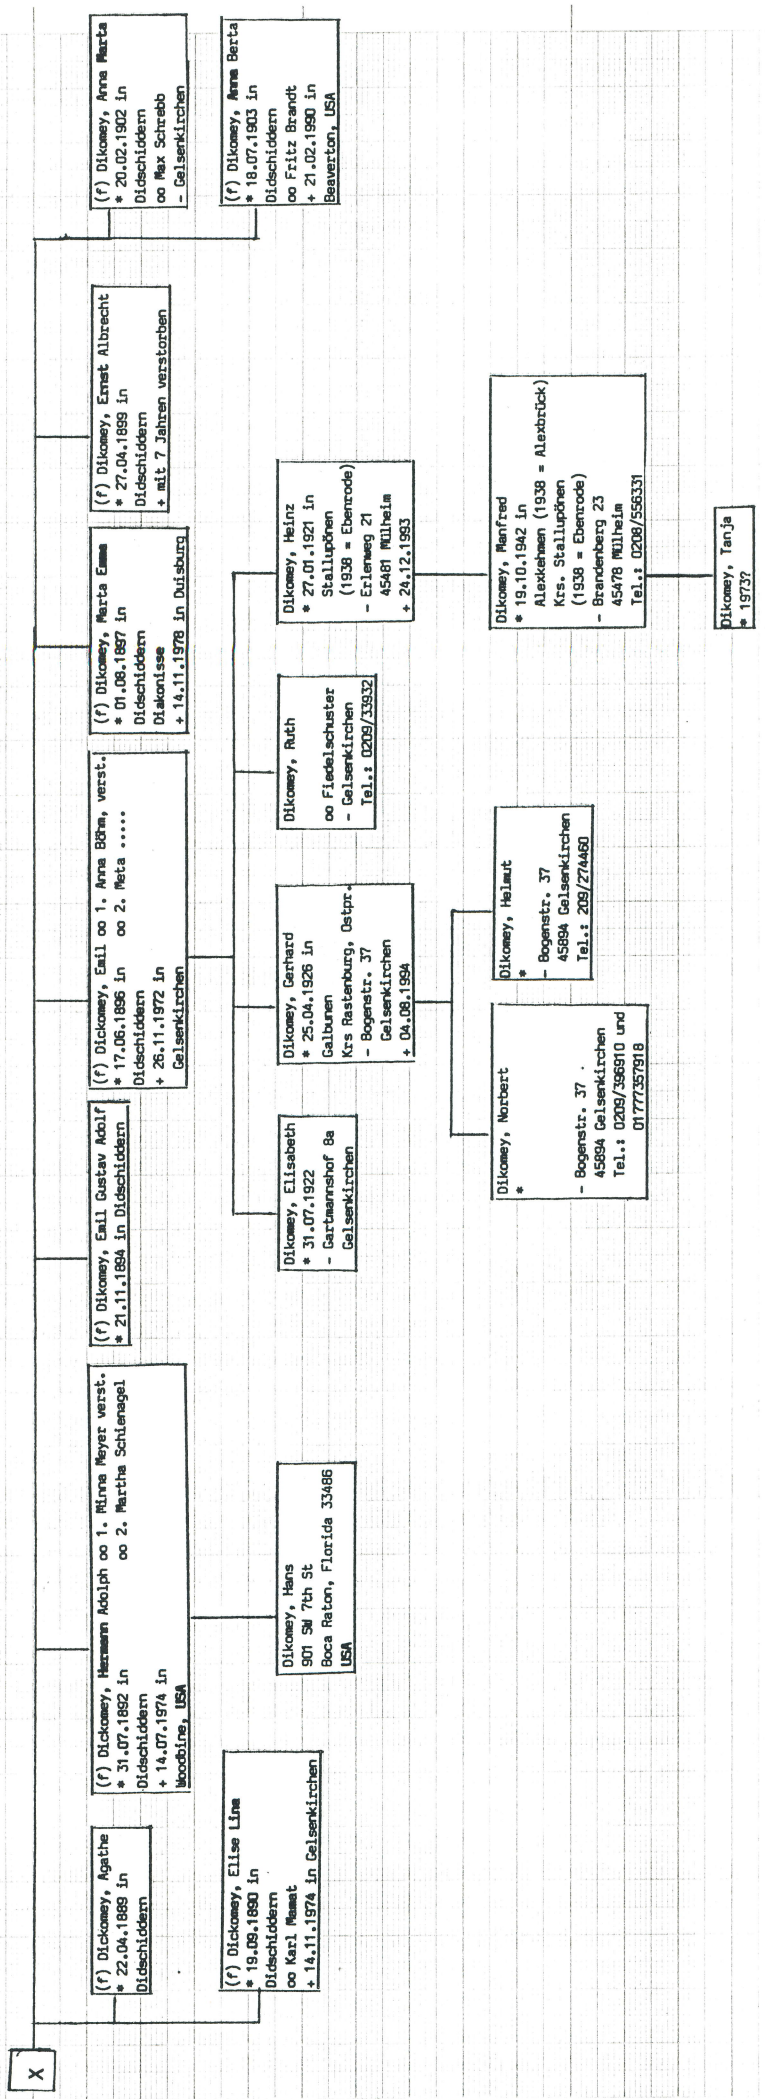 X
(f) Dickomey, Agathe
* 22.04.1889 in
Didschiddern
(f) Dickomey, Elise Lina
* 19.09.1890 in
Didschiddern
oo Karl Mamat
+ 14.11.1974 in Gelsenkirchen
(f) Dickomey, Hermann Adolph oo 1. Minna Meyer verst.
* 31.07.1892 in oo 2. Martha Schienagel
Didschiddern
+ 14.07.1974 in
Woodbine, USA
Dikomey, Hans
901 SW 7th St
Boca Raton, Florida 33486
USA
(f) Dikomey, Emil Gustav Adolf
* 21.11.1894 in Didschiddern
(f) Dickomey, Emil oo 1. Anna Böhm, verst.
* 17.06.1896 in oo 2. Meta .....
Didschiddern
+ 26.11.1972 in
Gelsenkirchen
Dikomey, Elisabeth
* 31.07.1922
- Gartmannshof 8a
Gelsenkirchen
Dikomey, Gerhard
* 25.04.1926 in
Galbunen
Krs Rastenburg, Ostpr.
- Bogenstr. 37
Gelsenkirchen
+ 04.08.1994
Dikomey, Norbert
*
- Bogenstr. 37
45894 Gelsenkirchen
Tel.: 0209/396910 und
01777357918
Dikomey, Helmut
*
- Bogenstr. 37
45894 Gelsenkirchen
Tel.: 209/274460
Dikomey, Ruth
oo Fiedelschuster
- Gelsenkirchen
Tel.: 0209/33932
Dikomey, Heinz
* 27.01.1921 in
Stallupönen
(1938 = Ebenrode)
- Erlenweg 21
45481 Mülheim
+ 24.12.1993
Dikomey, Manfred
* 19.10.1942 in
Alexkehmen (1938 = Alexbrück)
Krs. Stallupönen
(1938 = Ebenrode)
- Brandenberg 23
45478 Mülheim
Tel.: 0208/556331
Dikomey, Tanja
* 1973?
(f) Dikomey, Marta Emma
* 01.08.1897 in
Didschiddern
Diakonisse
+ 14.11.1978 in Duisburg
(f) Dikomey, Ernst Albrecht
* 27.04.1899 in
Didschiddern
+ mit 7 Jahren verstorben
(f) Dikomey, Anna Marta
* 20.02.1902 in
Didschiddern
oo Max Schrebb
- Gelsenkirchen
(f) Dikomey, Anna Berta
* 18.07.1903 in
Didschiddern
oo Fritz Brandt
+ 21.02.1990 in
Beaverton, USA